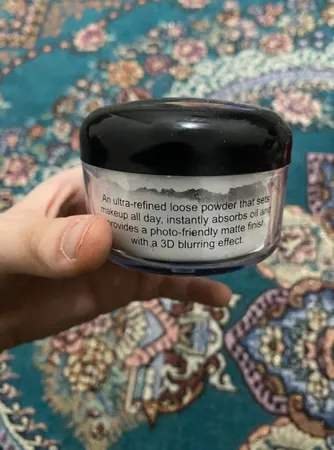 An ultra-refined loose powder that sets
makeup all day, instantly absorbs oil and
provides a photo-friendly matte finish
with a 3D blurring effect.